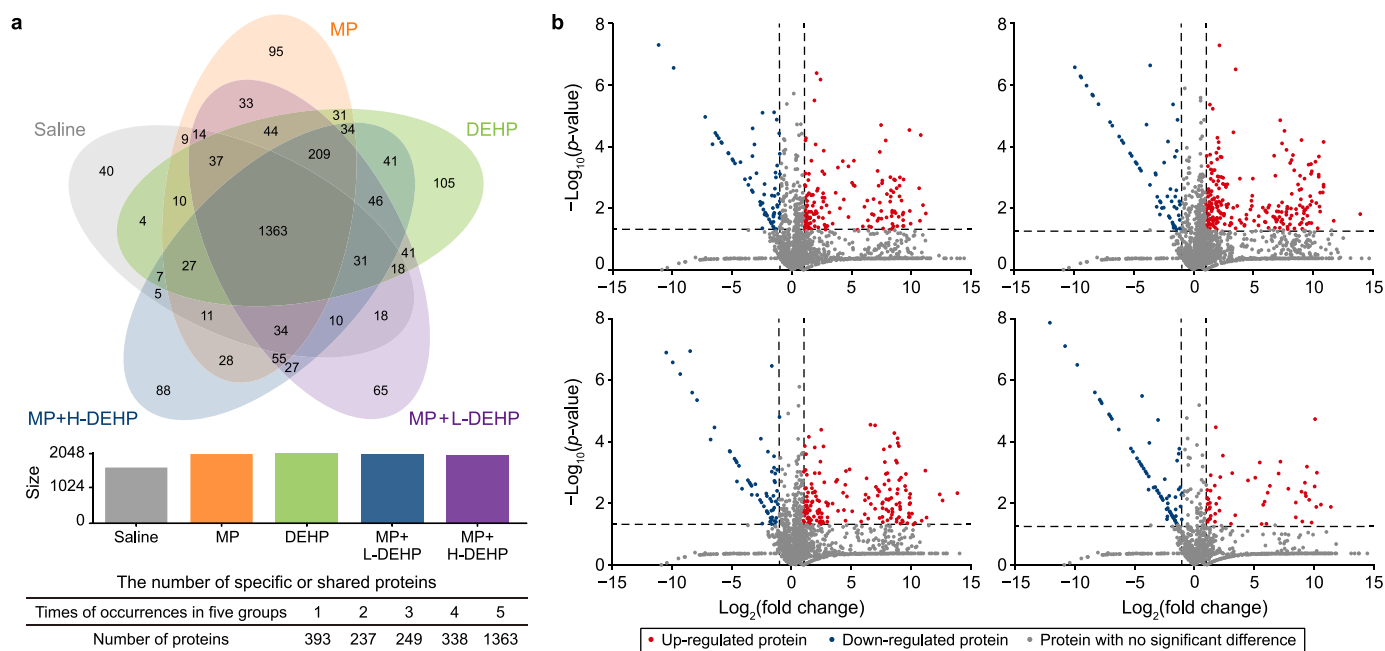 a
MP
95
33
31
Saline
DEHP
9
14
44
34
40
37
209
41
105
10
46
4
1363
41
31
18
27
7
5
11
10
18
34
28
55
27
88
65
MP+H-DEHP
MP+L-DEHP
Size
2048
1024
0
Saline
MP
DEHP
MP+
L-DEHP
MP+
H-DEHP
The number of specific or shared proteins
Times of occurrences in five groups 1 2 3 4 5
Number of proteins 393 237 249 338 1363
b
−Log10(p-value)
8
6
4
2
0
−15 −10 −5 0 5 10 15
8
6
4
2
0
−15 −10 −5 0 5 10 15
−Log10(p-value)
8
6
4
2
0
−15 −10 −5 0 5 10 15
Log2(fold change)
8
6
4
2
0
−15 −10 −5 0 5 10 15
Log2(fold change)
Up-regulated protein Down-regulated protein Protein with no significant difference